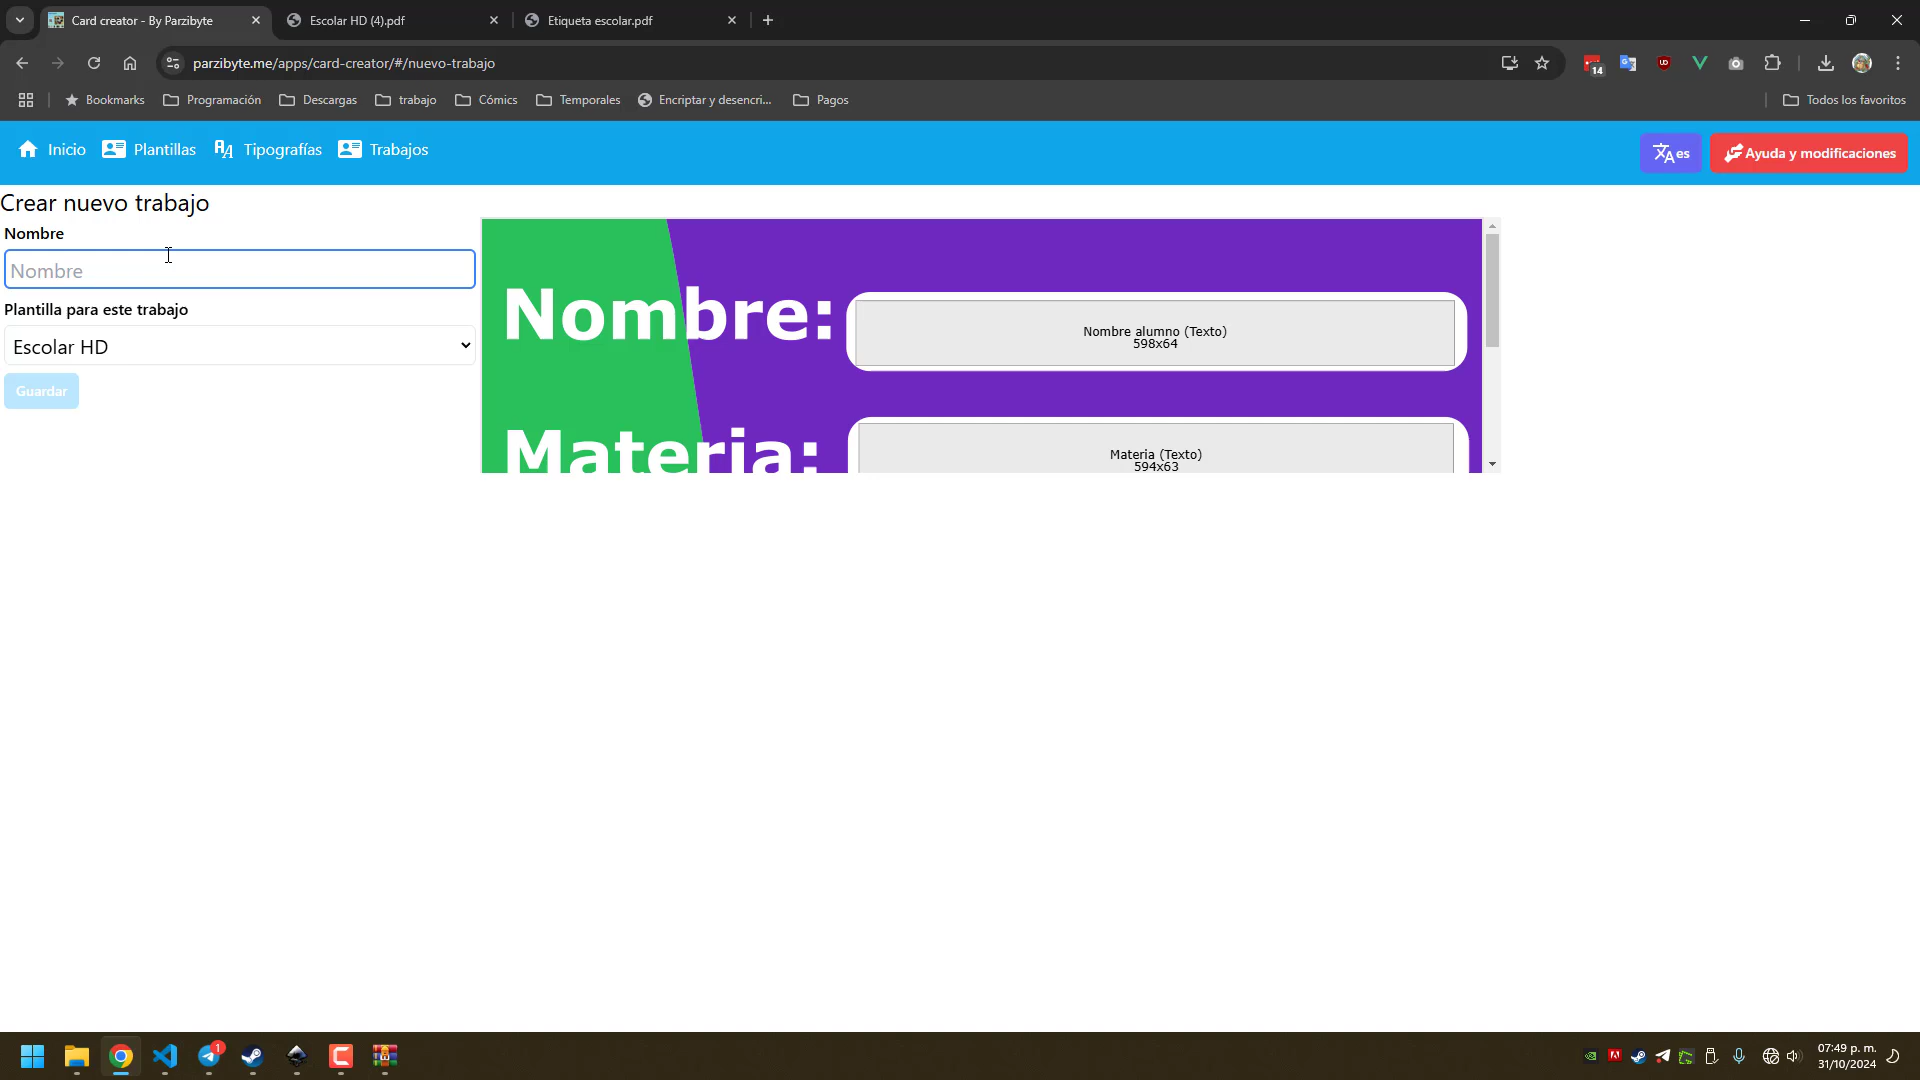 Card creator - By Parzibyte
Escolar HD (4).pdf
Etiqueta escolar.pdf
parzibyte.me/apps/card-creator/#/nuevo-trabajo
14
Bookmarks
Programación
Descargas
trabajo
Cómics
Temporales
Encriptar y desencri...
Pagos
Todos los favoritos
Inicio
Plantillas
Tipografías
Trabajos
es
Ayuda y modificaciones
Crear nuevo trabajo
Nombre
Nombre
Plantilla para este trabajo
Escolar HD
Guardar
Nombre:
Nombre alumno (Texto)
598x64
Materia:
Materia (Texto)
594x63
1
07:49 p. m.
31/10/2024